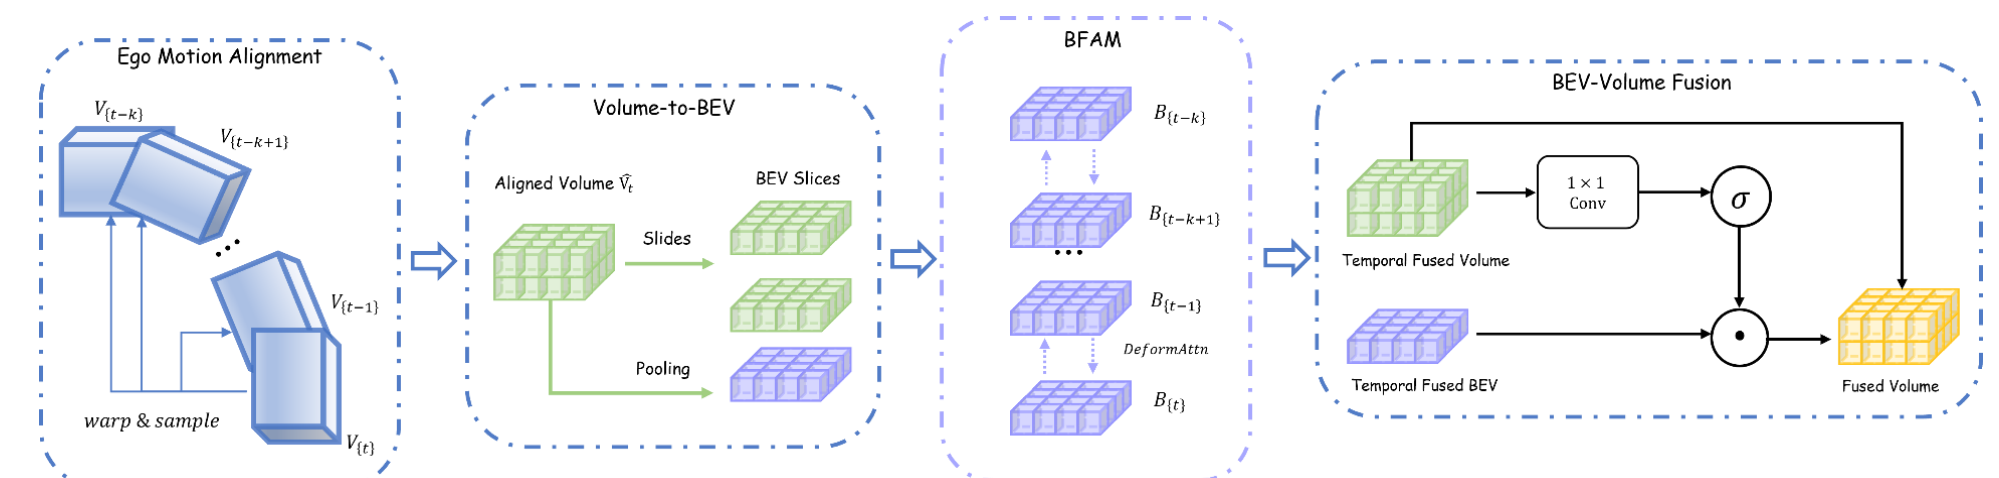 Ego Motion Alignment
V{t−k}
V{t−k+1}
...
V{t−1}
warp & sample
V{t}
Volume-to-BEV
Aligned Volume V̂t
BEV Slices
Slides
Pooling
BFAM
B{t−k}
B{t−k+1}
...
B{t−1}
DeformAttn
B{t}
BEV-Volume Fusion
1 × 1
Conv
σ
Temporal Fused Volume
Temporal Fused BEV
Fused Volume